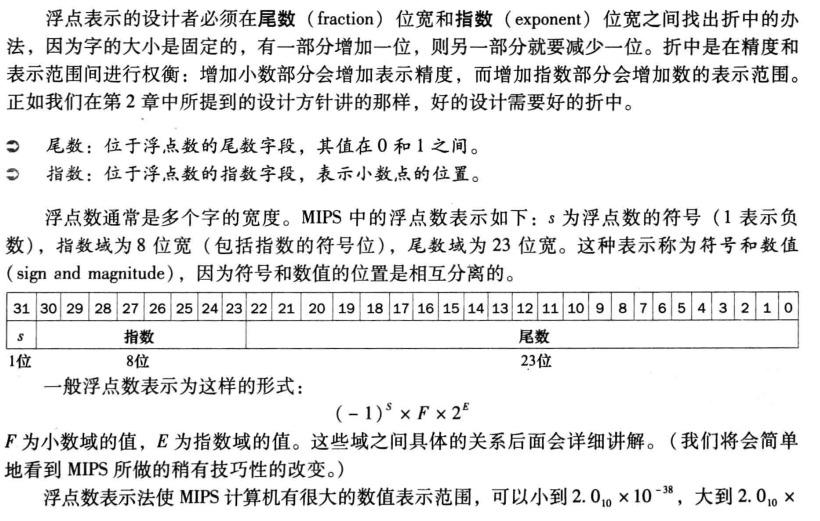 浮点表示的设计者必须在尾数（fraction）位宽和指数（exponent）位宽之间找出折中的办
法，因为字的大小是固定的，有一部分增加一位，则另一部分就要减少一位。折中是在精度和
表示范围间进行权衡：增加小数部分会增加表示精度，而增加指数部分会增加数的表示范围。
正如我们在第2章中所提到的设计方针讲的那样，好的设计需要好的折中。
➲ 尾数：位于浮点数的尾数字段，其值在0和1之间。
➲ 指数：位于浮点数的指数字段，表示小数点的位置。
浮点数通常是多个字的宽度。MIPS中的浮点数表示如下：s为浮点数的符号（1表示负
数），指数域为8位宽（包括指数的符号位），尾数域为23位宽。这种表示称为符号和数值
（sign and magnitude），因为符号和数值的位置是相互分离的。
31 30 29 28 27 26 25 24 23 22 21 20 19 18 17 16 15 14 13 12 11 10 9 8 7 6 5 4 3 2 1 0
s 指数 尾数
1位 8位 23位
一般浮点数表示为这样的形式：
(-1)^S × F × 2^E
F为小数域的值，E为指数域的值。这些域之间具体的关系后面会详细讲解。（我们将会简单
地看到MIPS所做的稍有技巧性的改变。）
浮点数表示法使MIPS计算机有很大的数值表示范围，可以小到2.0₁₀×10⁻³⁸，大到2.0₁₀×